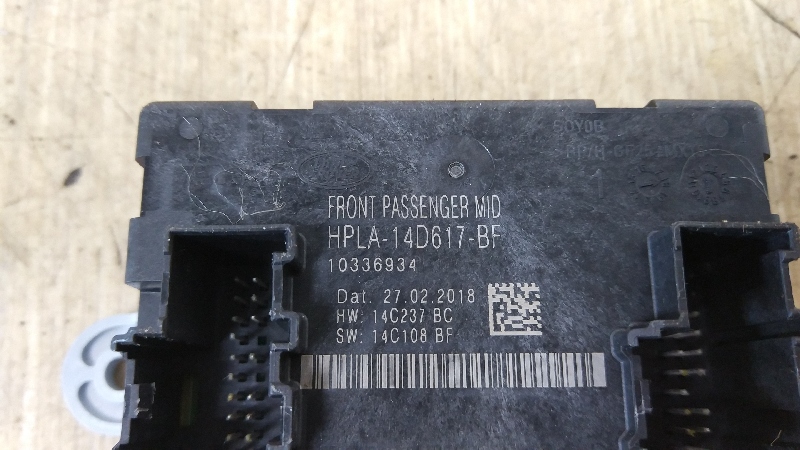 FRONT PASSENGER MID
HPLA-14D617-BF
10336934
Dat. 27.02.2018
HW: 14C237 BC
SW: 14C108 BF